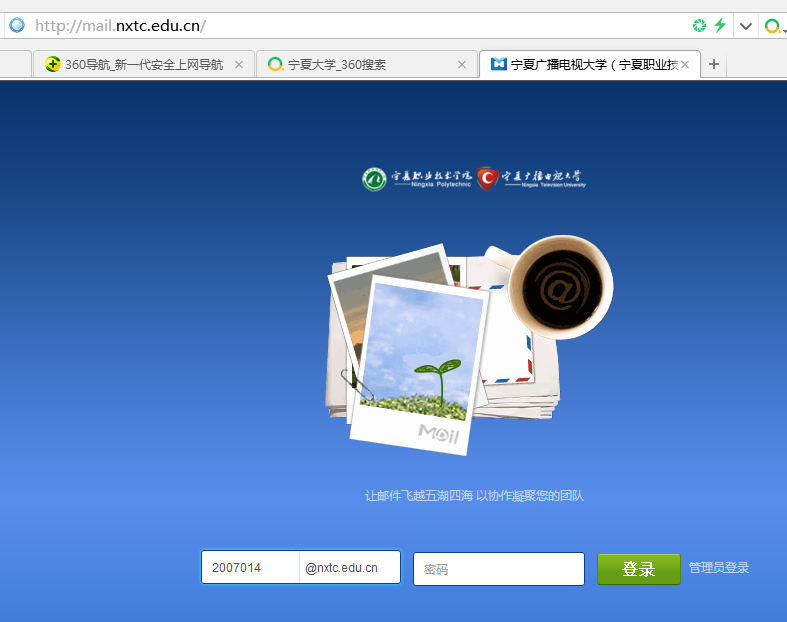 http://mail.nxtc.edu.cn/
360导航_新一代安全上网导航
宁夏大学_360搜索
宁夏广播电视大学（宁夏职业技
宁夏职业技术学院 宁夏广播电视大学
Ningxia Polytechnic Ningxia Television University
Mail
让邮件飞越五湖四海 以协作凝聚您的团队
2007014 @nxtc.edu.cn 密码 登录 管理员登录